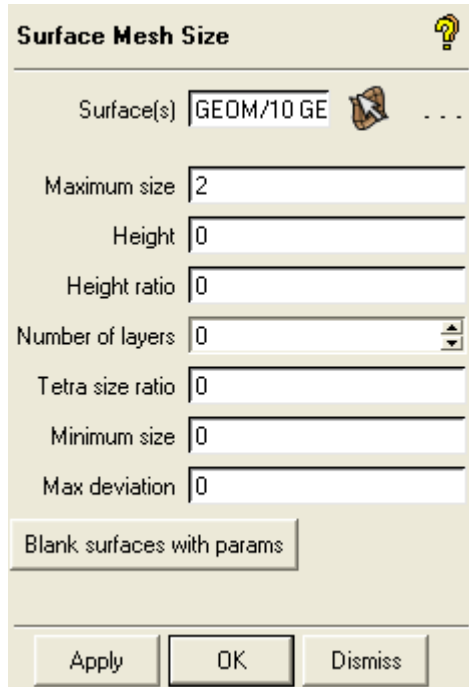 Surface Mesh Size
Surface(s) GEOM/10 GE ...
Maximum size 2
Height 0
Height ratio 0
Number of layers 0
Tetra size ratio 0
Minimum size 0
Max deviation 0
Blank surfaces with params
Apply OK Dismiss